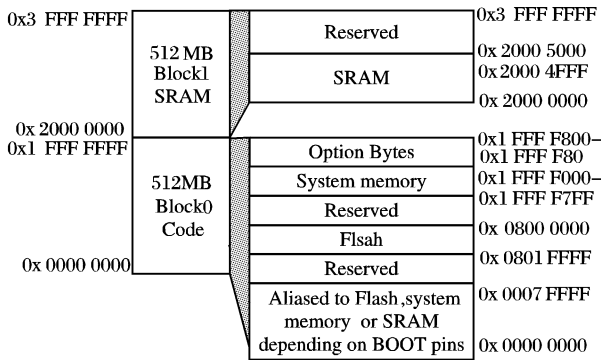 0x3 FFF FFFF
512 MB
Block1
SRAM
0x 2000 0000
0x1 FFF FFFF
512MB
Block0
Code
0x 0000 0000
Reserved
SRAM
Option Bytes
System memory
Reserved
Flsah
Reserved
Aliased to Flash ,system
memory or SRAM
depending on BOOT pins
0x3 FFF FFFF
0x 2000 5000
0x 2000 4FFF
0x 2000 0000
0x1 FFF F800–
0x1 FFF F80
0x1 FFF F000–
0x1 FFF F7FF
0x 0800 0000
0x 0801 FFFF
0x 0007 FFFF
0x 0000 0000